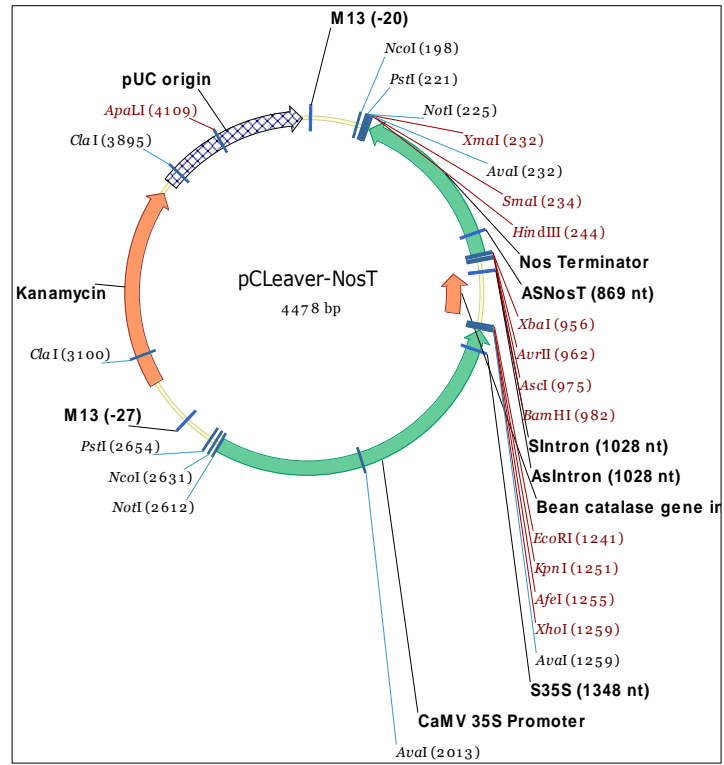 M13 (-20)
NcoI (198)
PstI (221)
NotI (225)
XmaI (232)
AvaI (232)
SmaI (234)
HindIII (244)
Nos Terminator
ASNosT (869 nt)
XbaI (956)
AvrII (962)
AscI (975)
BamHI (982)
SIntron (1028 nt)
AsIntron (1028 nt)
Bean catalase gene in
EcoRI (1241)
KpnI (1251)
AfeI (1255)
XhoI (1259)
AvaI (1259)
S35S (1348 nt)
CaMV 35S Promoter
AvaI (2013)
NotI (2612)
NcoI (2631)
PstI (2654)
M13 (-27)
ClaI (3100)
Kanamycin
ClaI (3895)
ApaLI (4109)
pUC origin
pCLeaver-NosT
4478 bp